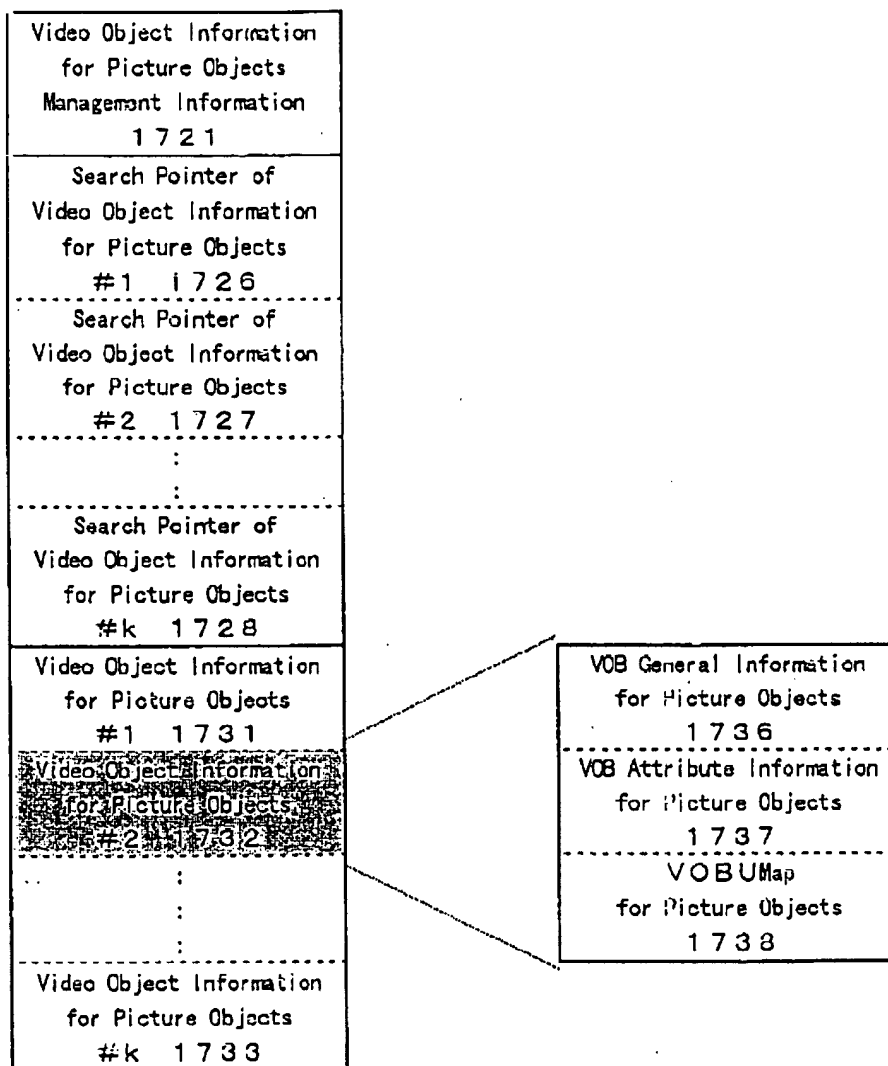 Video Object Information
for Picture Objects
Management Information
1721
Search Pointer of
Video Object Information
for Picture Objects
#1 1726
Search Pointer of
Video Object Information
for Picture Objects
#2 1727
:
:
Search Pointer of
Video Object Information
for Picture Objects
#k 1728
Video Object Information
for Picture Objects
#1 1731
Video Object Information
for Picture Objects
#2 1732
:
:
:
Video Object Information
for Picture Objects
#k 1733
VOB General Information
for Picture Objects
1736
VOB Attribute Information
for Picture Objects
1737
VOBUMap
for Picture Objects
1738